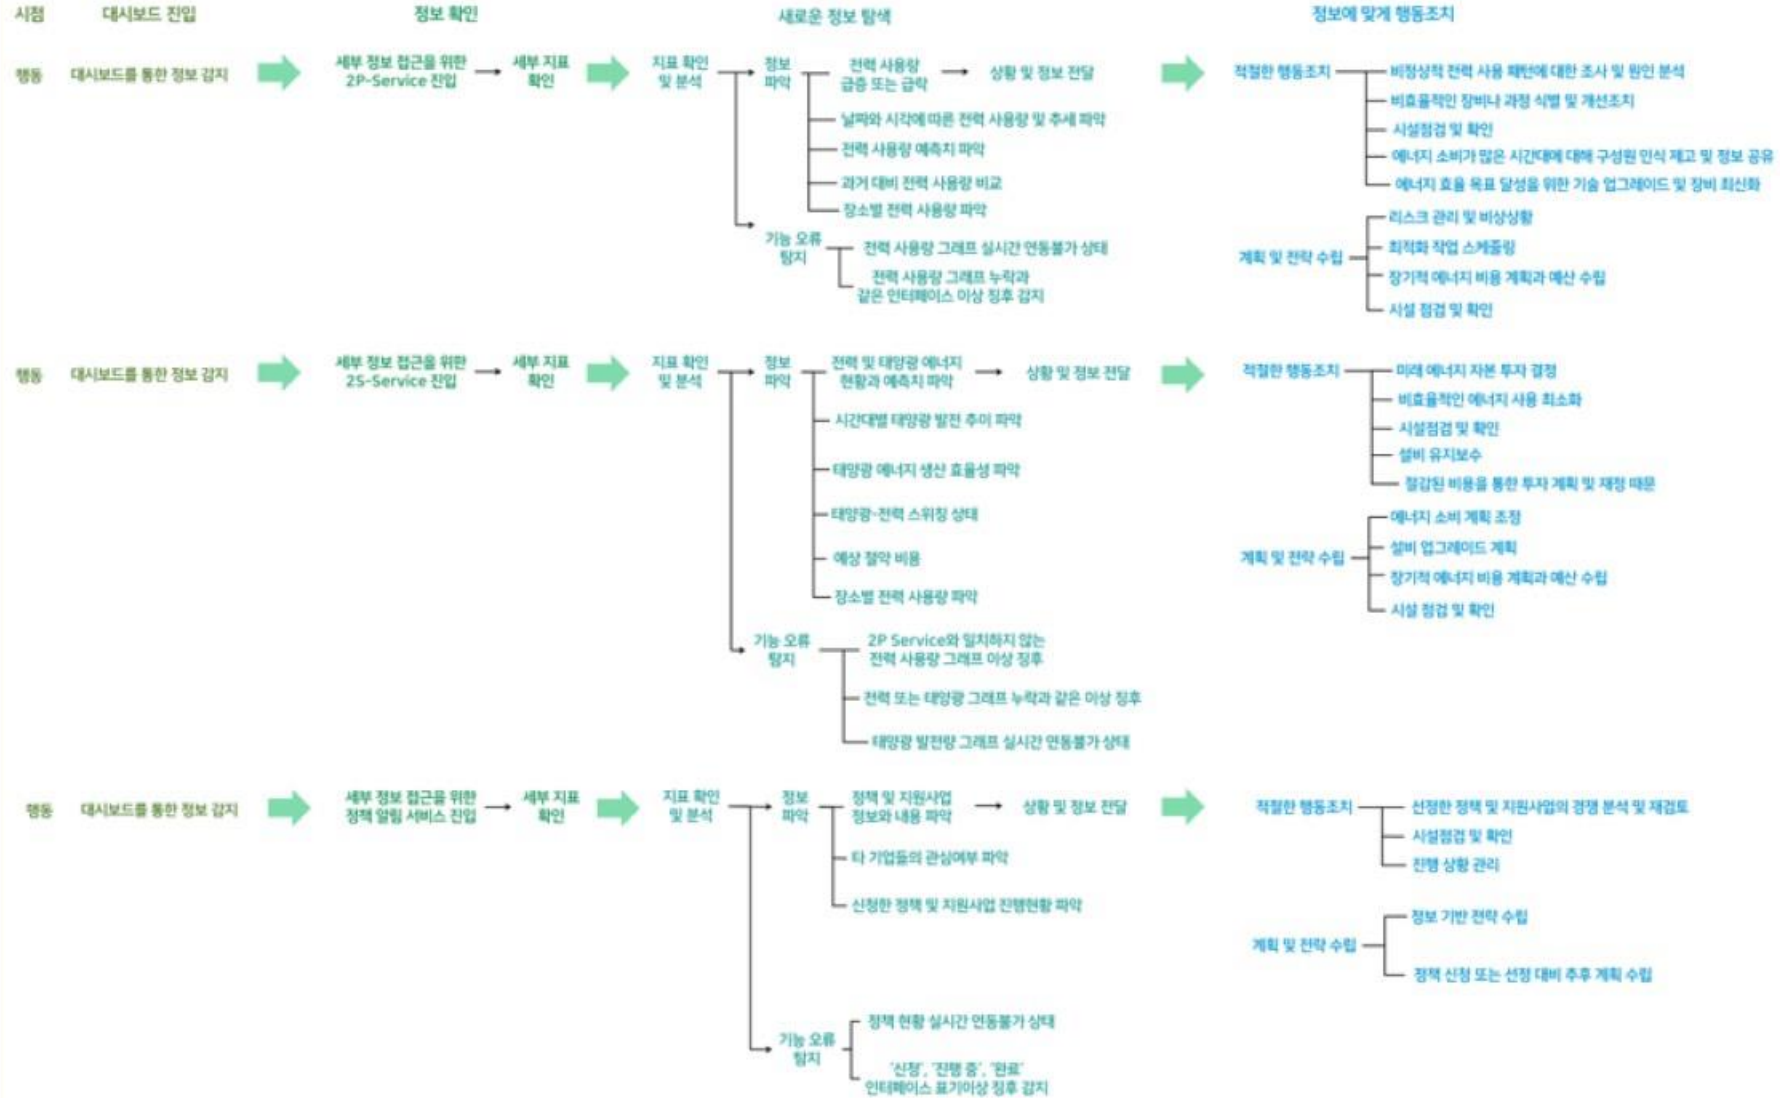 시점
대시보드 진입
정보 확인
새로운 정보 탐색
정보에 맞게 행동조치
행동
대시보드를 통한 정보 감지
세부 정보 접근을 위한
2P-Service 진입
세부 지표
확인
지표 확인
및 분석
정보
파악
전력 사용량
급증 또는 급락
상황 및 정보 전달
날짜와 시각에 따른 전력 사용량 및 추세 파악
전력 사용량 예측치 파악
과거 대비 전력 사용량 비교
장소별 전력 사용량 파악
기능 오류
탐지
전력 사용량 그래프 실시간 연동불가 상태
전력 사용량 그래프 누락과
같은 인터페이스 이상 징후 감지
적절한 행동조치
비정상적 전력 사용 패턴에 대한 조사 및 원인 분석
비효율적인 장비나 과정 식별 및 개선조치
시설점검 및 확인
에너지 소비가 많은 시간대에 대해 구성원 인식 제고 및 정보 공유
에너지 효율 목표 달성을 위한 기술 업그레이드 및 장비 최신화
계획 및 전략 수립
리스크 관리 및 비상상황
최적화 작업 스케줄링
장기적 에너지 비용 계획과 예산 수립
시설 점검 및 확인
행동
대시보드를 통한 정보 감지
세부 정보 접근을 위한
2S-Service 진입
세부 지표
확인
지표 확인
및 분석
정보
파악
전력 및 태양광 에너지
현황과 예측치 파악
상황 및 정보 전달
시간대별 태양광 발전 추이 파악
태양광 에너지 생산 효율성 파악
태양광-전력 스위칭 상태
예상 절약 비용
장소별 전력 사용량 파악
기능 오류
탐지
2P Service와 일치하지 않는
전력 사용량 그래프 이상 징후
전력 또는 태양광 그래프 누락과 같은 이상 징후
태양광 발전량 그래프 실시간 연동불가 상태
적절한 행동조치
미래 에너지 자본 투자 결정
비효율적인 에너지 사용 최소화
시설점검 및 확인
설비 유지보수
절감된 비용을 통한 투자 계획 및 재정 때문
계획 및 전략 수립
에너지 소비 계획 조정
설비 업그레이드 계획
장기적 에너지 비용 계획과 예산 수립
시설 점검 및 확인
행동
대시보드를 통한 정보 감지
세부 정보 접근을 위한
정책 알림 서비스 진입
세부 지표
확인
지표 확인
및 분석
정보
파악
정책 및 지원사업
정보와 내용 파악
상황 및 정보 전달
타 기업들의 관심여부 파악
신청한 정책 및 지원사업 진행현황 파악
기능 오류
탐지
정책 현황 실시간 연동불가 상태
'신청', '진행 중', '완료'
인터페이스 표기이상 징후 감지
적절한 행동조치
선정한 정책 및 지원사업의 경쟁 분석 및 재검토
시설점검 및 확인
진행 상황 관리
계획 및 전략 수립
정보 기반 전략 수립
정책 신청 또는 선정 대비 추후 계획 수립